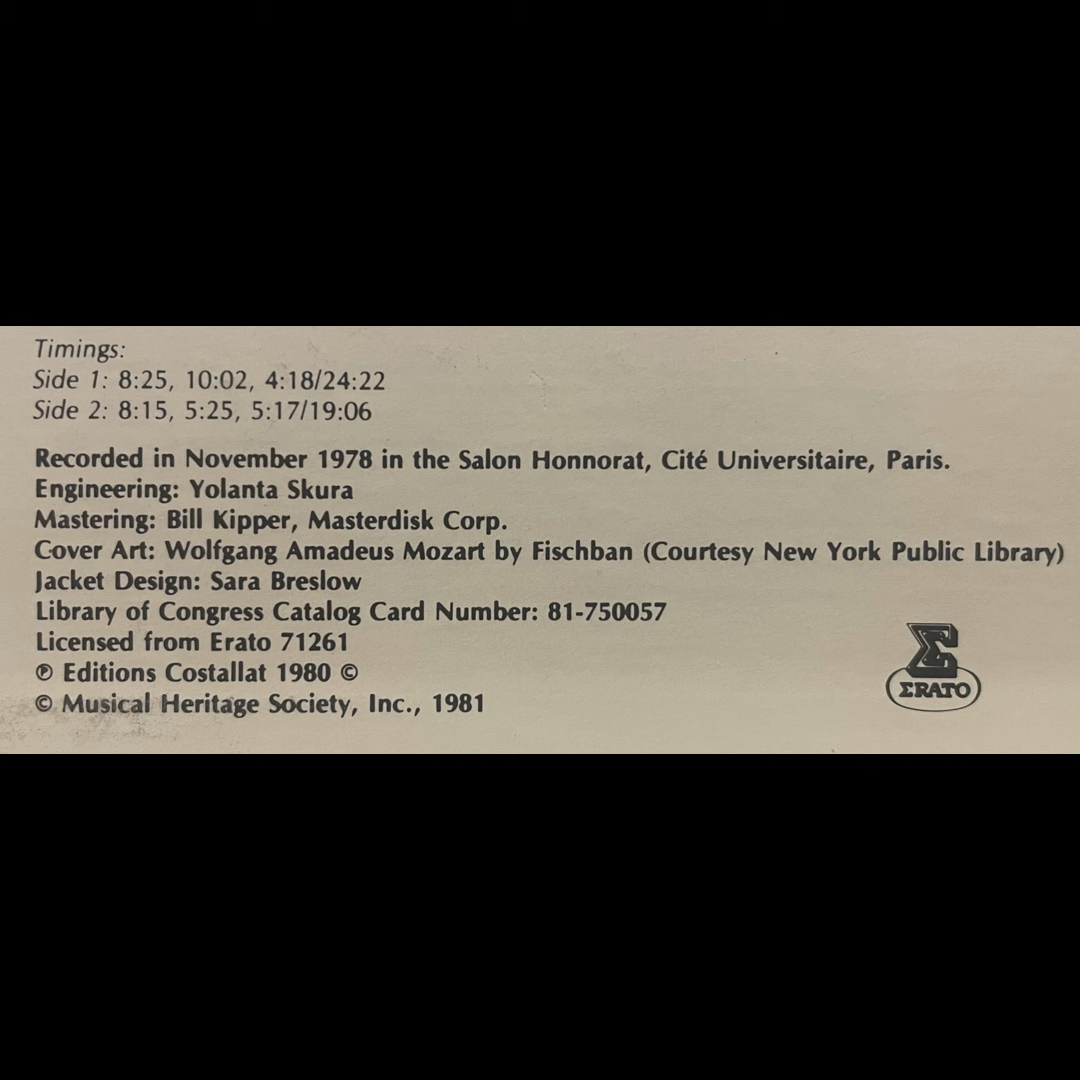 Timings:
Side 1: 8:25, 10:02, 4:18/24:22
Side 2: 8:15, 5:25, 5:17/19:06
Recorded in November 1978 in the Salon Honnorat, Cité Universitaire, Paris.
Engineering: Yolanta Skura
Mastering: Bill Kipper, Masterdisk Corp.
Cover Art: Wolfgang Amadeus Mozart by Fischban (Courtesy New York Public Library)
Jacket Design: Sara Breslow
Library of Congress Catalog Card Number: 81-750057
Licensed from Erato 71261
℗ Editions Costallat 1980 ©
© Musical Heritage Society, Inc., 1981
Σ
ΣRATO